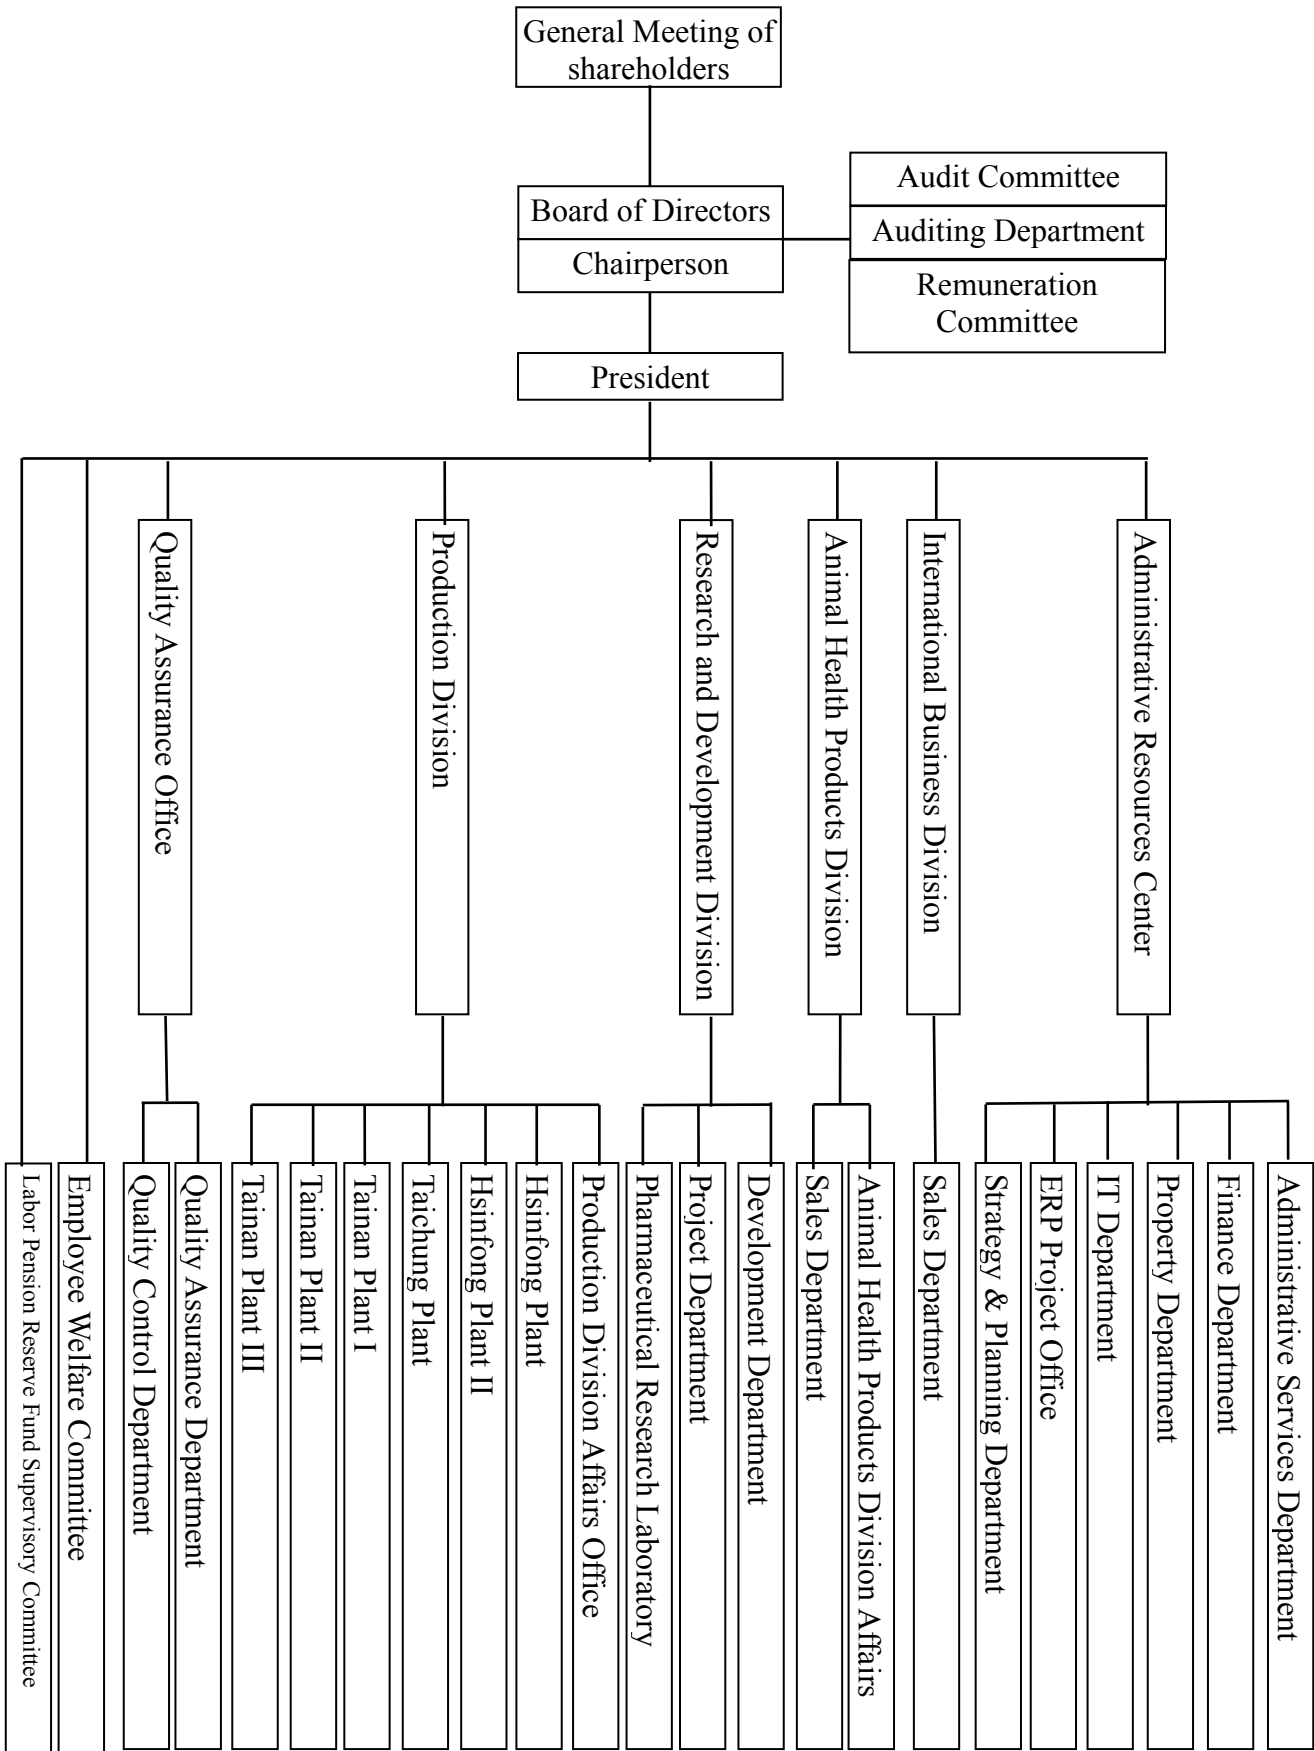 General Meeting of
shareholders
Audit Committee
Board of Directors
Auditing Department
Chairperson
Remuneration
Committee
President
Quality Assurance Office
Production Division
Research and Development Division
Animal Health Products Division
International Business Division
Administrative Resources Center
Labor Pension Reserve Fund Supervisory Committee
Employee Welfare Committee
Quality Control Department
Quality Assurance Department
Tainan Plant III
Tainan Plant II
Tainan Plant I
Taichung Plant
Hsinfong Plant II
Hsinfong Plant
Production Division Affairs Office
Pharmaceutical Research Laboratory
Project Department
Development Department
Sales Department
Animal Health Products Division Affairs
Sales Department
Strategy & Planning Department
ERP Project Office
IT Department
Property Department
Finance Department
Administrative Services Department